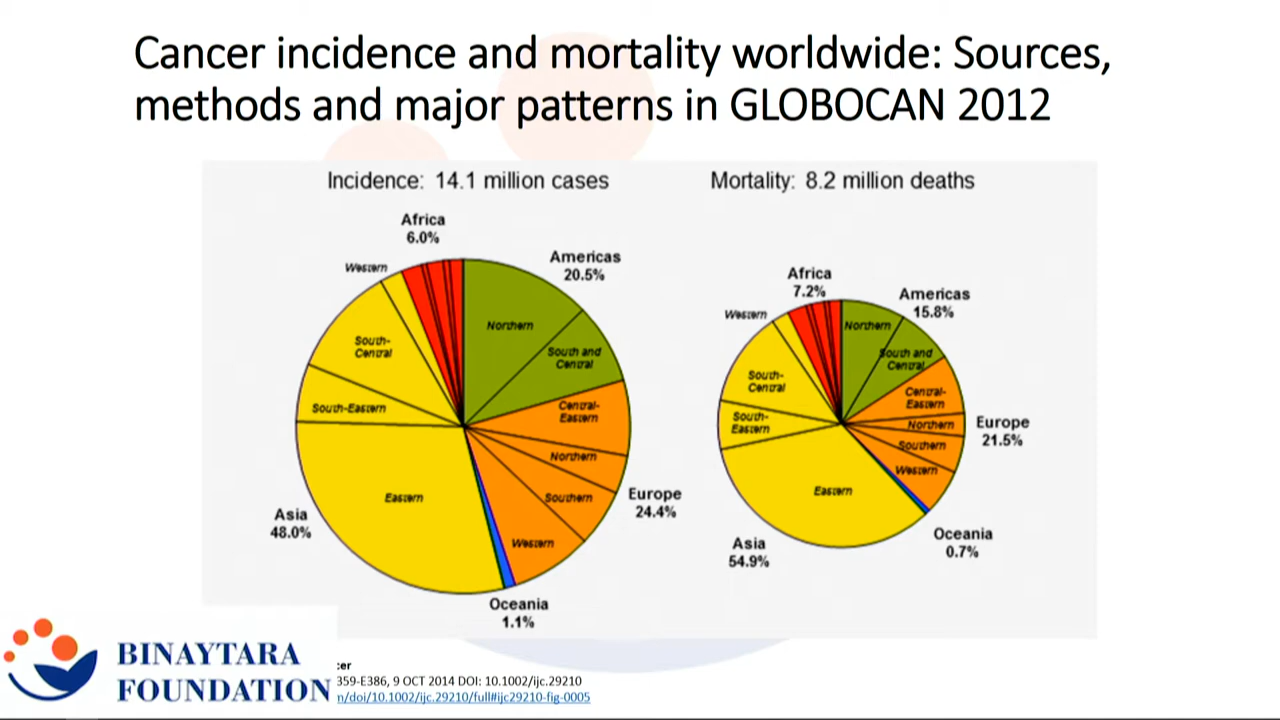 Cancer incidence and mortality worldwide: Sources,
methods and major patterns in GLOBOCAN 2012
Incidence: 14.1 million cases
Africa
6.0%
Western
Americas
20.5%
Northern
South and
Central
South-
Central
South-Eastern
Central-
Eastern
Northern
Southern
Western
Eastern
Europe
24.4%
Asia
48.0%
Oceania
1.1%
Mortality: 8.2 million deaths
Africa
7.2%
Western
Americas
15.8%
Northern
South and
Central
South-
Central
South-
Eastern
Central-
Eastern
Northern
Southern
Western
Eastern
Europe
21.5%
Oceania
0.7%
Asia
54.9%
BINAYTARA
FOUNDATION
cer
359-E386, 9 OCT 2014 DOI: 10.1002/ijc.29210
n/doi/10.1002/ijc.29210/full#ijc29210-fig-0005